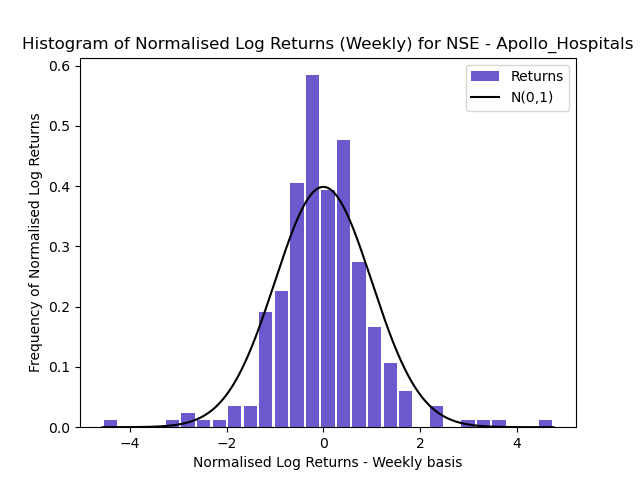 Histogram of Normalised Log Returns (Weekly) for NSE - Apollo_Hospitals
0.6
0.5
0.4
0.3
0.2
0.1
0.0
Frequency of Normalised Log Returns
Returns
N(0,1)
−4 −2 0 2 4
Normalised Log Returns - Weekly basis